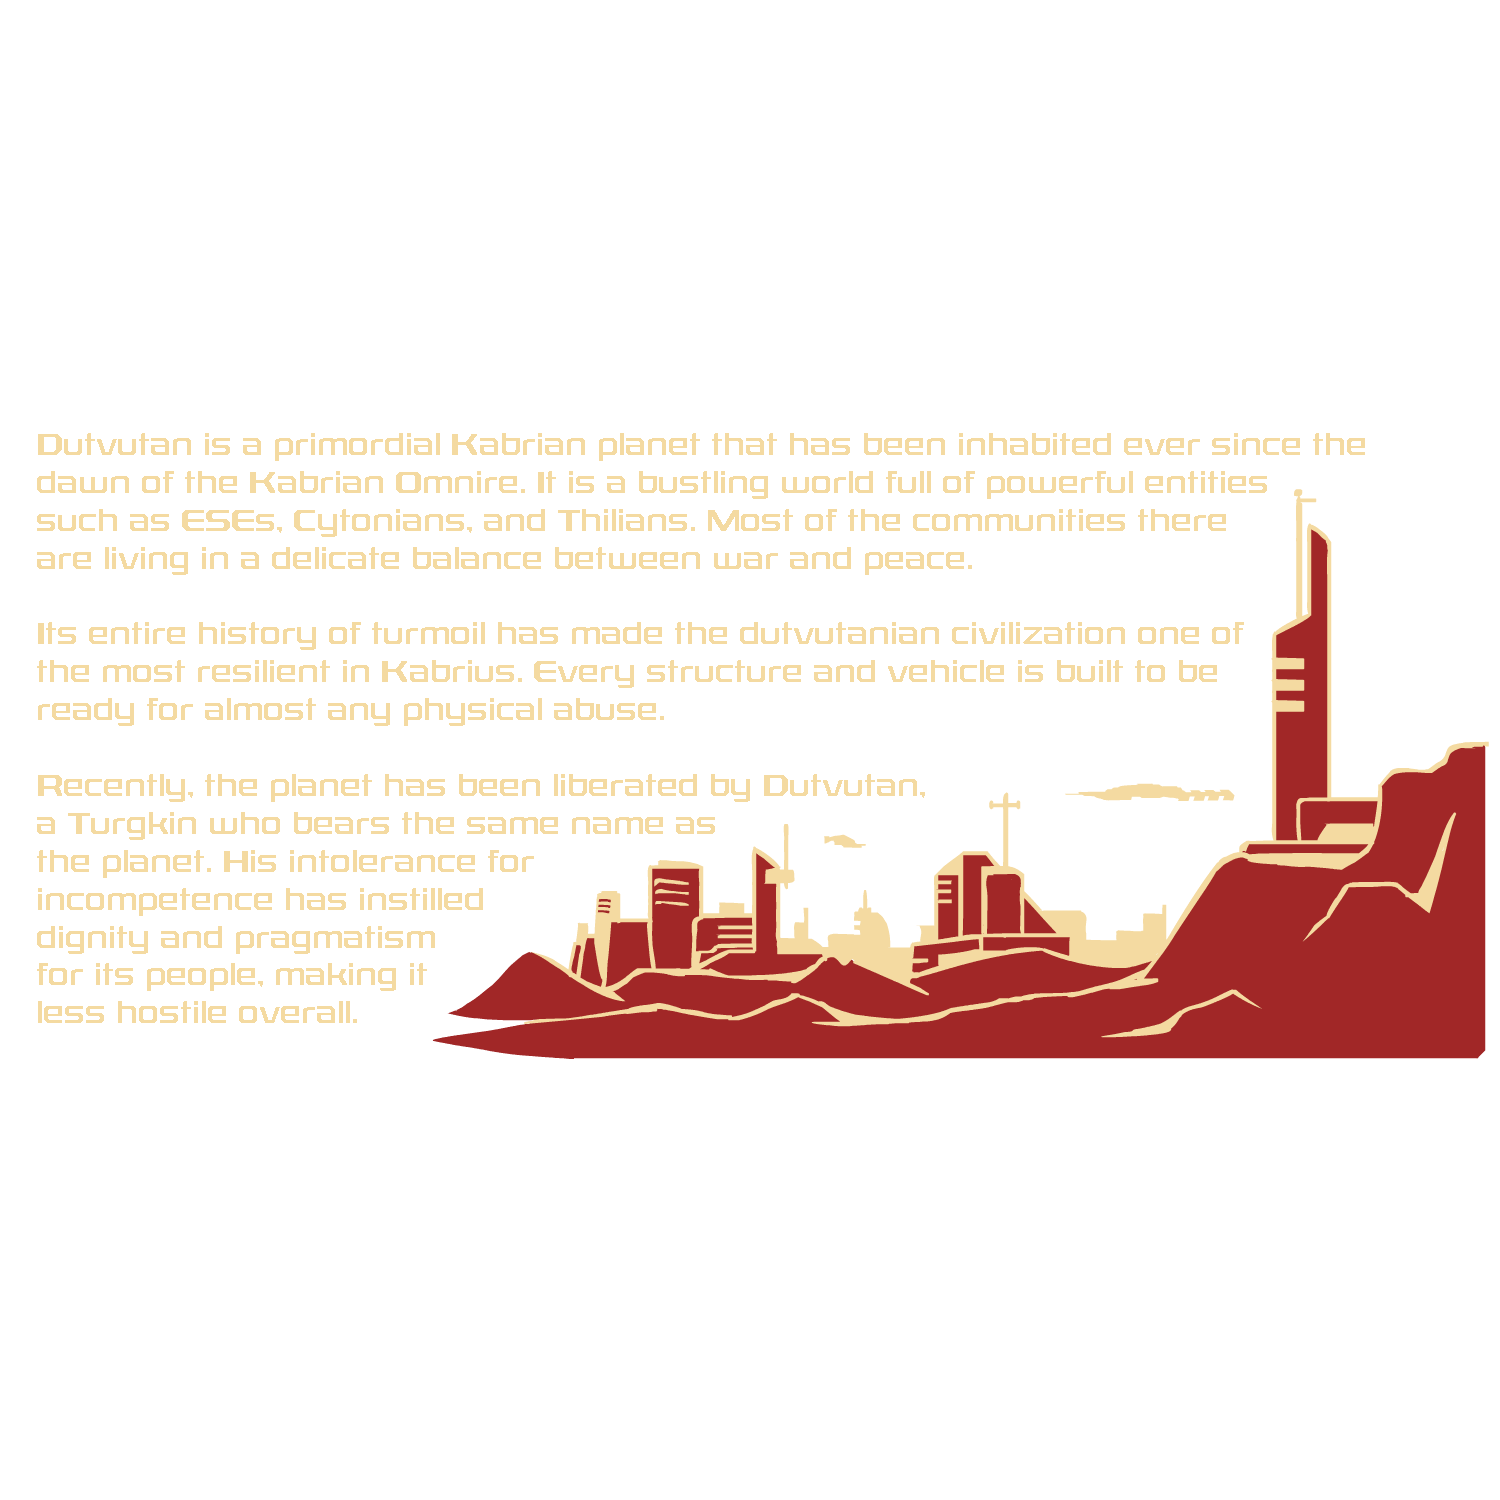 Dutvutan is a primordial Kabrian planet that has been inhabited ever since the
dawn of the Kabrian Omnire. It is a bustling world full of powerful entities
such as ESEs, Cytonians, and Thilians. Most of the communities there
are living in a delicate balance between war and peace.
Its entire history of turmoil has made the dutvutanian civilization one of
the most resilient in Kabrius. Every structure and vehicle is built to be
ready for almost any physical abuse.
Recently, the planet has been liberated by Dutvutan,
a Turgkin who bears the same name as
the planet. His intolerance for
incompetence has instilled
dignity and pragmatism
for its people, making it
less hostile overall.